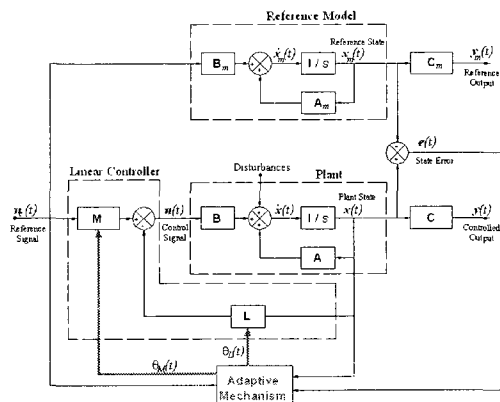 Reference Model
Reference State
B_m
ẋ_m(t)
I / s
x_m(t)
C_m
y_m(t)
Reference
Output
A_m
e(t)
State Error
Linear Controller
Disturbances
Plant
Plant State
(t)
Reference
Signal
M
u(t)
Control
Signal
B
ẋ(t)
I / s
x(t)
C
y(t)
Controlled
Output
A
L
θ_M(t)
θ_L(t)
Adaptive
Mechanism